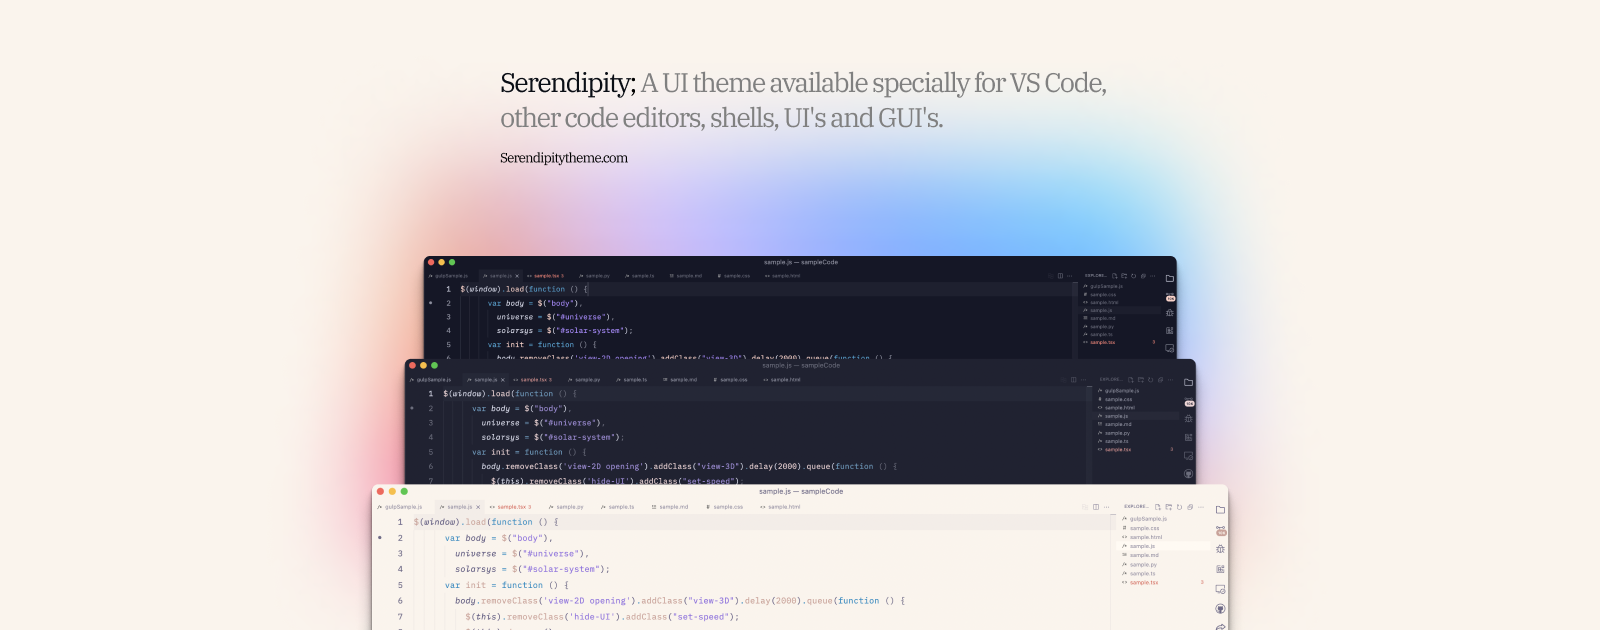 Serendipity; A UI theme available specially for VS Code,
other code editors, shells, UI's and GUI's.
Serendipitytheme.com
sample.js — sampleCode
gulpSample.js sample.js × sample.tsx 3 sample.py sample.ts sample.md sample.css sample.html
1 $(window).load(function () {
2 var body = $("body"),
3 universe = $("#universe"),
4 solarsys = $("#solar-system");
5 var init = function () {
6 body.removeClass('view-2D opening').addClass("view-3D").delay(2000).queue(function () {
EXPLORE...
gulpSample.js
sample.css
sample.html
sample.js
sample.md
sample.py
sample.ts
sample.tsx 3
sample.js — sampleCode
gulpSample.js sample.js × sample.tsx 3 sample.py sample.ts sample.md sample.css sample.html
1 $(window).load(function () {
2 var body = $("body"),
3 universe = $("#universe"),
4 solarsys = $("#solar-system");
5 var init = function () {
6 body.removeClass('view-2D opening').addClass("view-3D").delay(2000).queue(function () {
7 $(this).removeClass('hide-UI').addClass("set-speed");
EXPLORE...
gulpSample.js
sample.css
sample.html
sample.js
sample.md
sample.py
sample.ts
sample.tsx 3
sample.js — sampleCode
gulpSample.js sample.js × sample.tsx 3 sample.py sample.ts sample.md sample.css sample.html
1 $(window).load(function () {
2 var body = $("body"),
3 universe = $("#universe"),
4 solarsys = $("#solar-system");
5 var init = function () {
6 body.removeClass('view-2D opening').addClass("view-3D").delay(2000).queue(function () {
7 $(this).removeClass('hide-UI').addClass("set-speed");
EXPLORE...
gulpSample.js
sample.css
sample.html
sample.js
sample.md
sample.py
sample.ts
sample.tsx 3